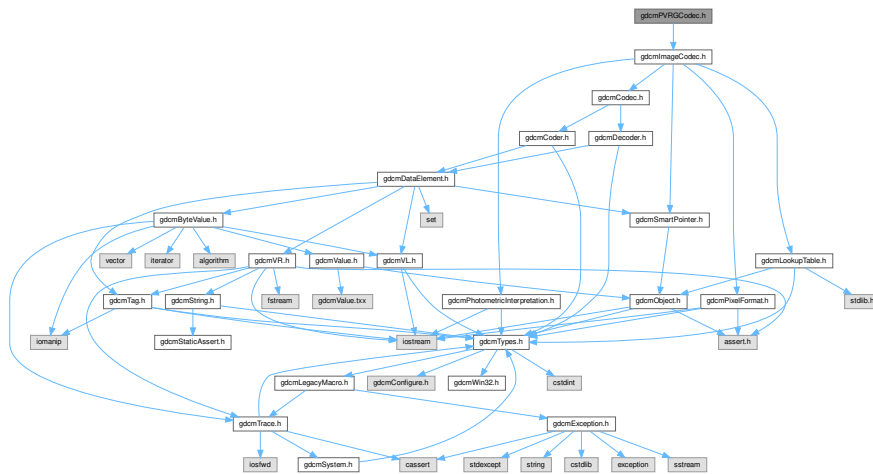 gdcmPVRGCodec.h
gdcmImageCodec.h
gdcmCodec.h
gdcmCoder.h
gdcmDecoder.h
gdcmDataElement.h
gdcmByteValue.h
set
gdcmSmartPointer.h
vector
iterator
algorithm
gdcmVR.h
gdcmValue.h
gdcmVL.h
gdcmLookupTable.h
gdcmTag.h
gdcmString.h
fstream
gdcmValue.txx
gdcmPhotometricInterpretation.h
gdcmObject.h
gdcmPixelFormat.h
stdlib.h
iomanip
gdcmStaticAssert.h
iostream
gdcmTypes.h
assert.h
gdcmLegacyMacro.h
gdcmConfigure.h
gdcmWin32.h
cstdint
gdcmTrace.h
gdcmException.h
iosfwd
gdcmSystem.h
cassert
stdexcept
string
cstdlib
exception
sstream